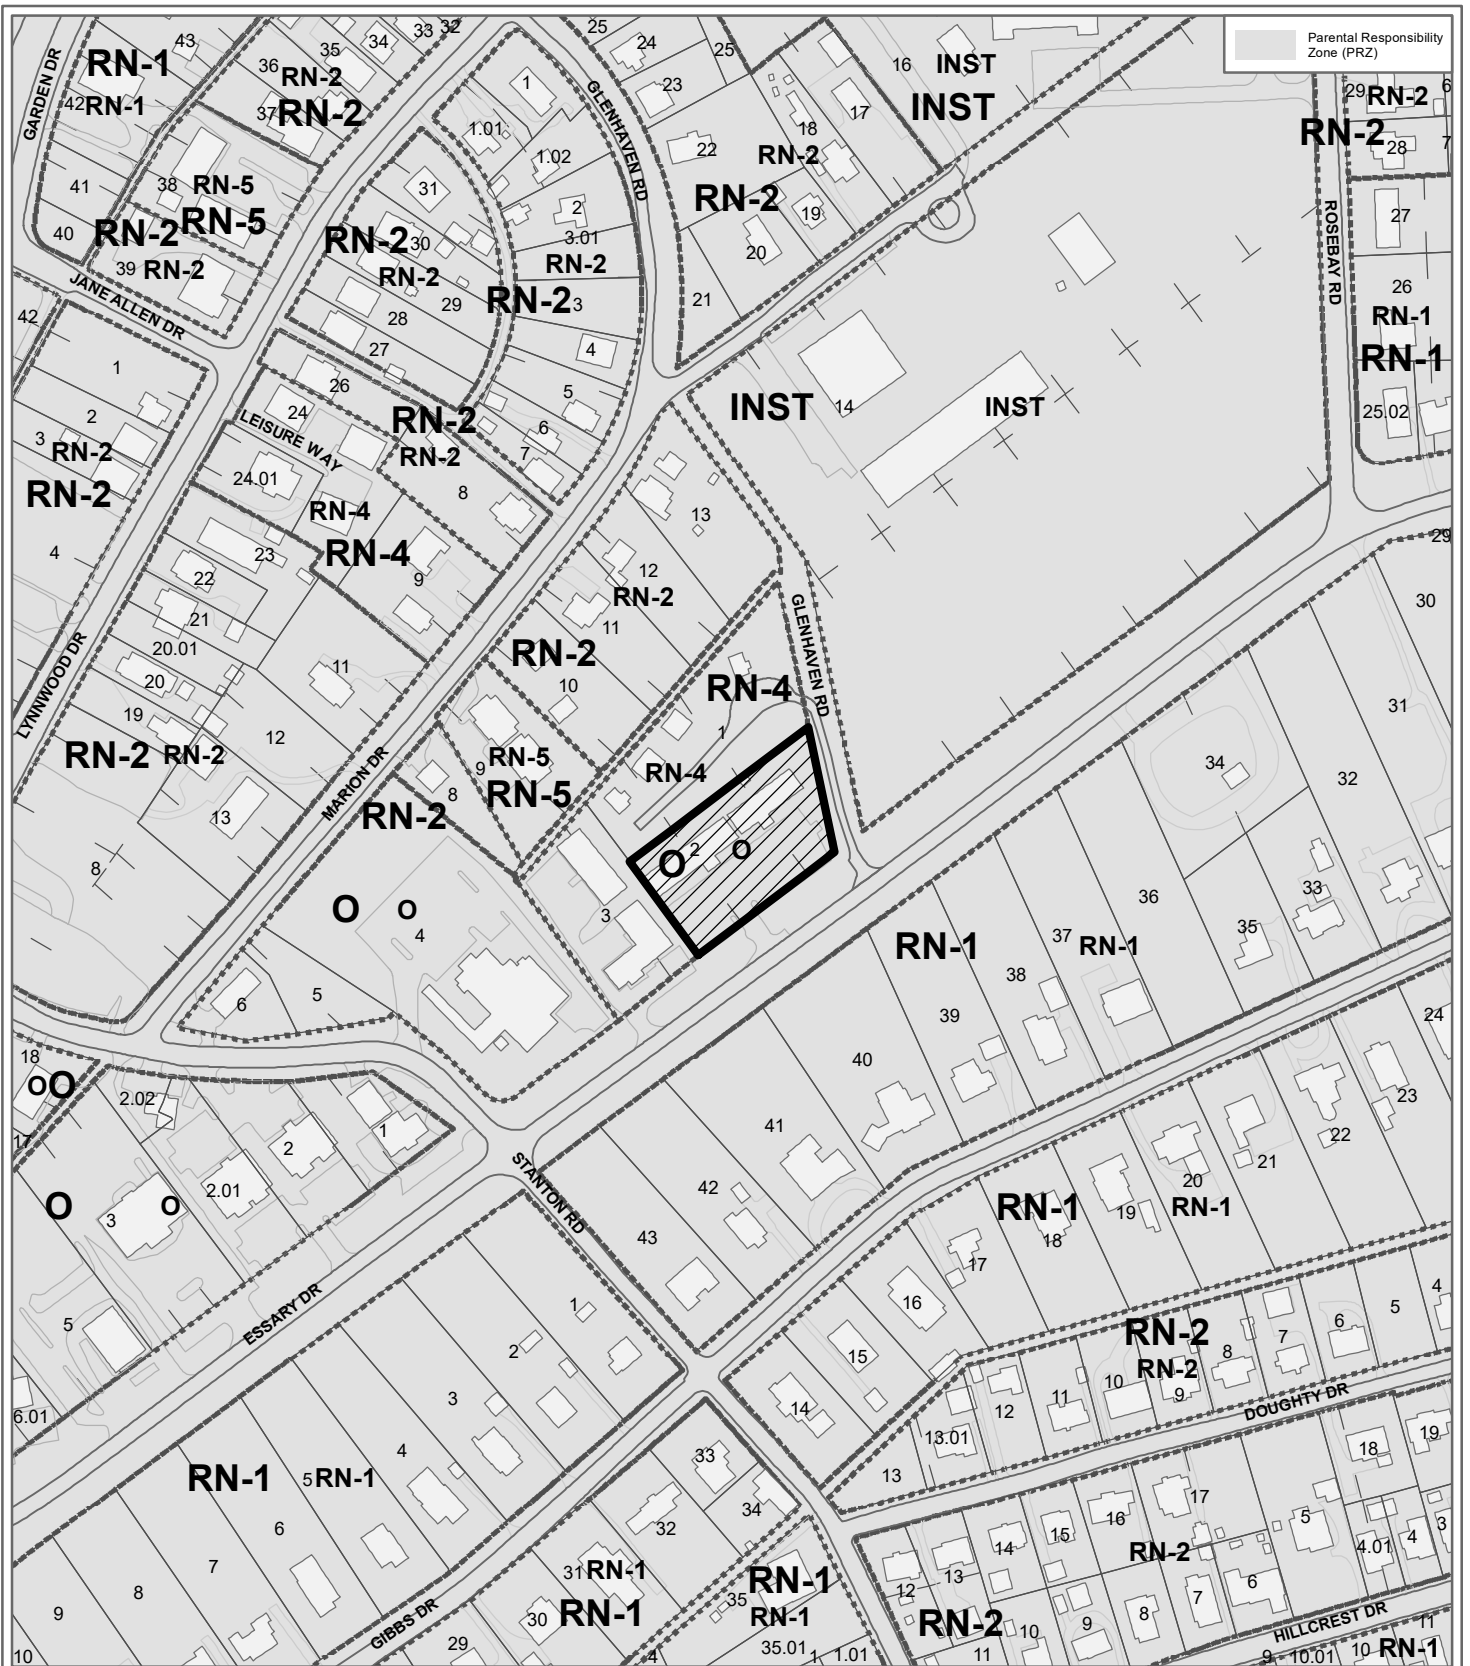 Parental Responsibility
Zone (PRZ)
43
36
35
34
33
32
25
24
25
16
INST
INST
RN-1
42
RN-1
GARDEN DR
RN-2
37
RN-2
1
1.01
1.02
GLENHAVEN RD
23
22
18
17
RN-2
RN-2
29
RN-2
6
RN-2
28
7
41
38
RN-5
RN-5
40
RN-2
39
RN-2
31
RN-2
30
RN-2
29
28
27
2
3.01
RN-2
RN-2
3
19
20
21
ROSEBAY RD
27
26
RN-1
RN-1
25.02
JANE ALLEN DR
42
1
2
3
RN-2
RN-2
4
26
24
LEISURE WAY
24.01
RN-2
RN-2
4
5
6
7
8
INST
14
INST
RN-4
RN-4
9
23
22
21
20.01
20
19
LYNNWOOD DR
RN-2
RN-2
11
12
13
8
13
12
RN-2
11
RN-2
10
GLENHAVEN RD
RN-4
1
RN-4
29
30
31
32
34
33
35
36
37
RN-1
RN-1
38
39
40
41
42
43
MARION DR
9
RN-5
RN-5
8
RN-2
O
2
O
3
O
O
4
5
6
18
O
O
17
2.02
2
1
2.01
O
3
O
5
6.01
STANTON RD
ESSARY DR
24
23
22
21
20
RN-1
19
RN-1
18
17
16
15
14
1
2
3
4
5
RN-1
RN-1
6
7
8
9
10
RN-2
RN-2
4
5
6
7
8
9
10
11
12
13.01
13
DOUGHTY DR
33
34
32
31
RN-1
RN-1
30
29
GIBBS DR
35
RN-1
RN-1
35.01
1
1.01
4
19
18
17
16
15
14
13
12
RN-2
RN-2
5
4.01
4
3
6
7
8
9
10
11
HILLCREST DR
9
10.01
10
RN-1
11